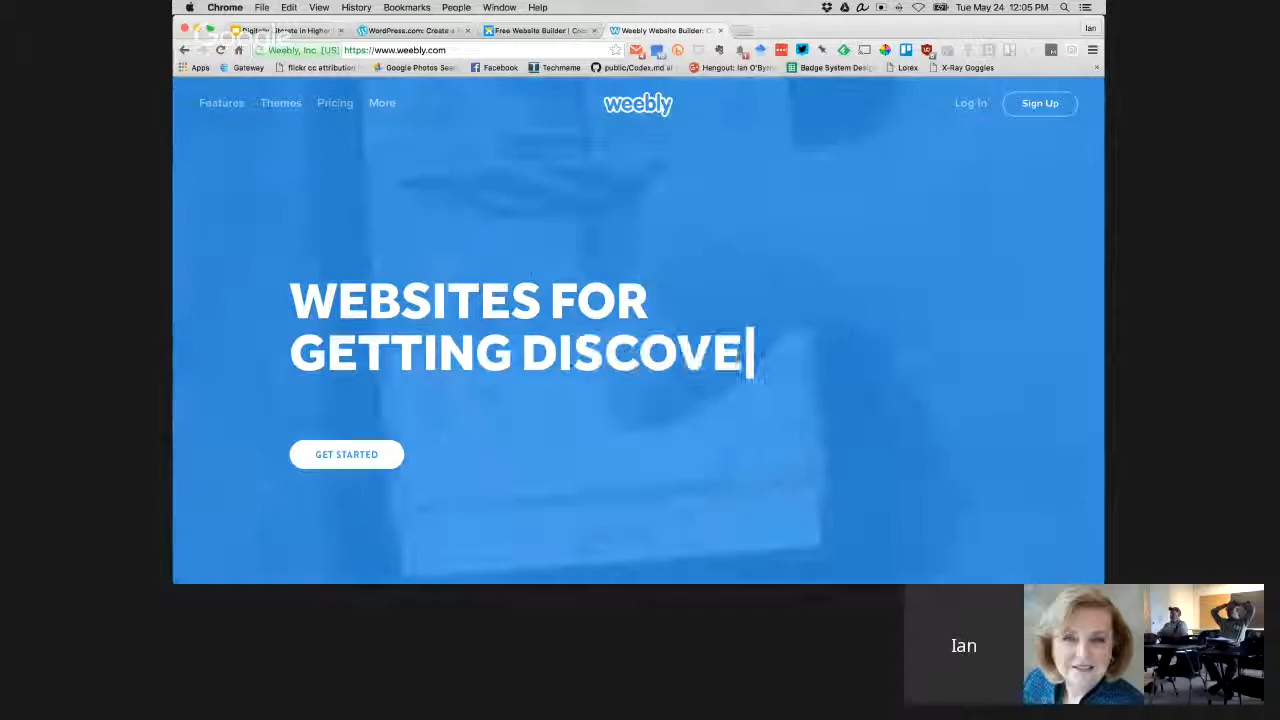 Chrome File Edit View History Bookmarks People Window Help
Tue May 24 12:05 PM
Google
WordPress.com: Create a
Free Website Builder |
Weebly Website Builder: C
Ian
Weebly, Inc. [US] https://www.weebly.com
Apps Gateway flickr cc attribution Google Photos Sea Facebook Techmeme public/Codex.md at Hangout: Ian O'Byrn Badge System Desig Lorex X-Ray Goggles »
Features Themes Pricing More
weebly
Log In Sign Up
WEBSITES FOR
GETTING DISCOVE
GET STARTED
Ian